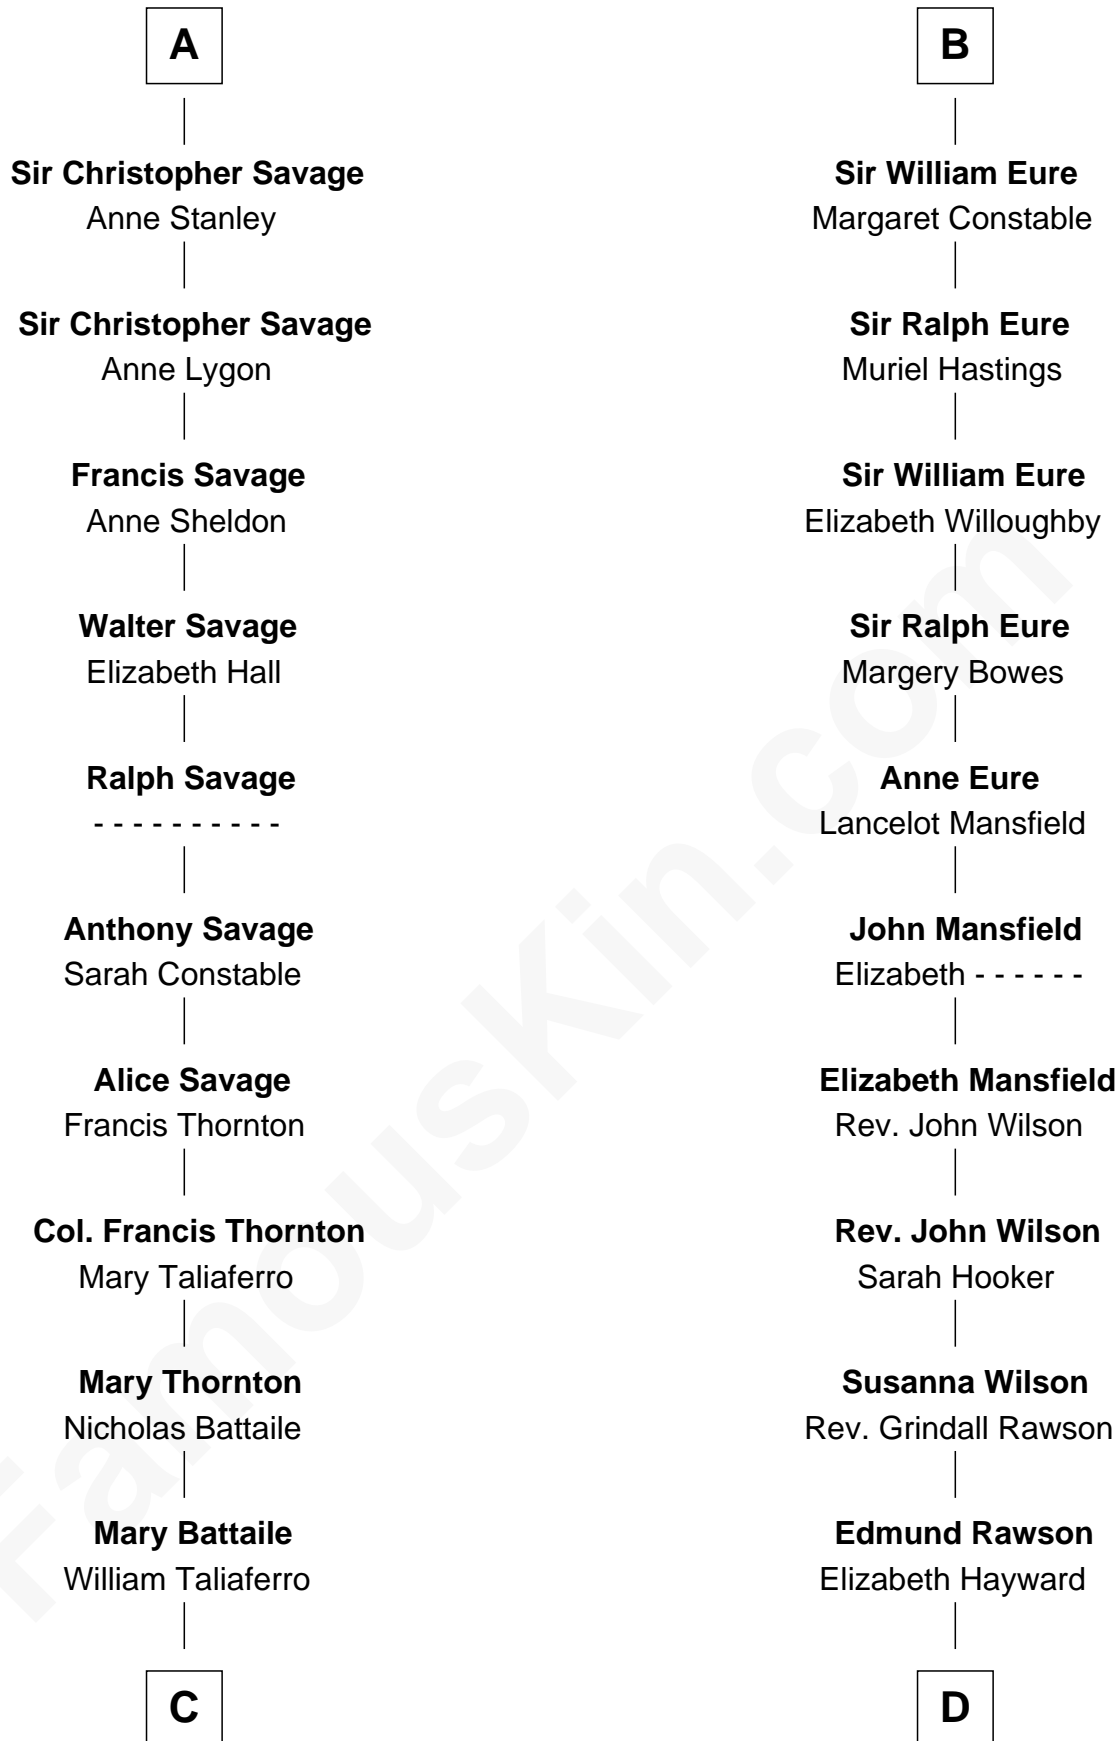 A
Sir Christopher Savage
Anne Stanley
Sir Christopher Savage
Anne Lygon
Francis Savage
Anne Sheldon
Walter Savage
Elizabeth Hall
Ralph Savage
- - - - - - - - - -
Anthony Savage
Sarah Constable
Alice Savage
Francis Thornton
Col. Francis Thornton
Mary Taliaferro
Mary Thornton
Nicholas Battaile
Mary Battaile
William Taliaferro
C
B
Sir William Eure
Margaret Constable
Sir Ralph Eure
Muriel Hastings
Sir William Eure
Elizabeth Willoughby
Sir Ralph Eure
Margery Bowes
Anne Eure
Lancelot Mansfield
John Mansfield
Elizabeth - - - - - -
Elizabeth Mansfield
Rev. John Wilson
Rev. John Wilson
Sarah Hooker
Susanna Wilson
Rev. Grindall Rawson
Edmund Rawson
Elizabeth Hayward
D
FamousKin.com